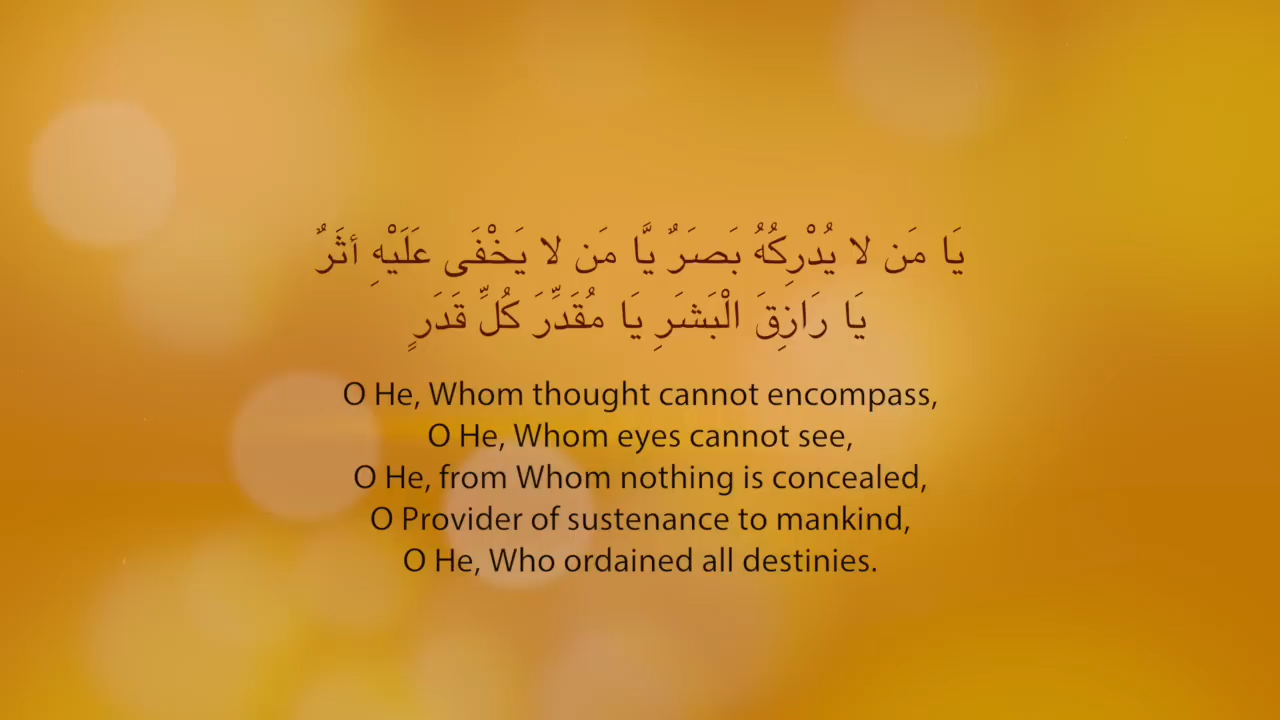 يَا مَن لا يُدْرِكُهُ بَصَرٌ يَّا مَن لا يَخْفَى عَلَيْهِ أثَرٌ
يَا رَازِقَ الْبَشَرِ يَا مُقَدِّرَ كُلِّ قَدَرٍ
O He, Whom thought cannot encompass,
O He, Whom eyes cannot see,
O He, from Whom nothing is concealed,
O Provider of sustenance to mankind,
O He, Who ordained all destinies.